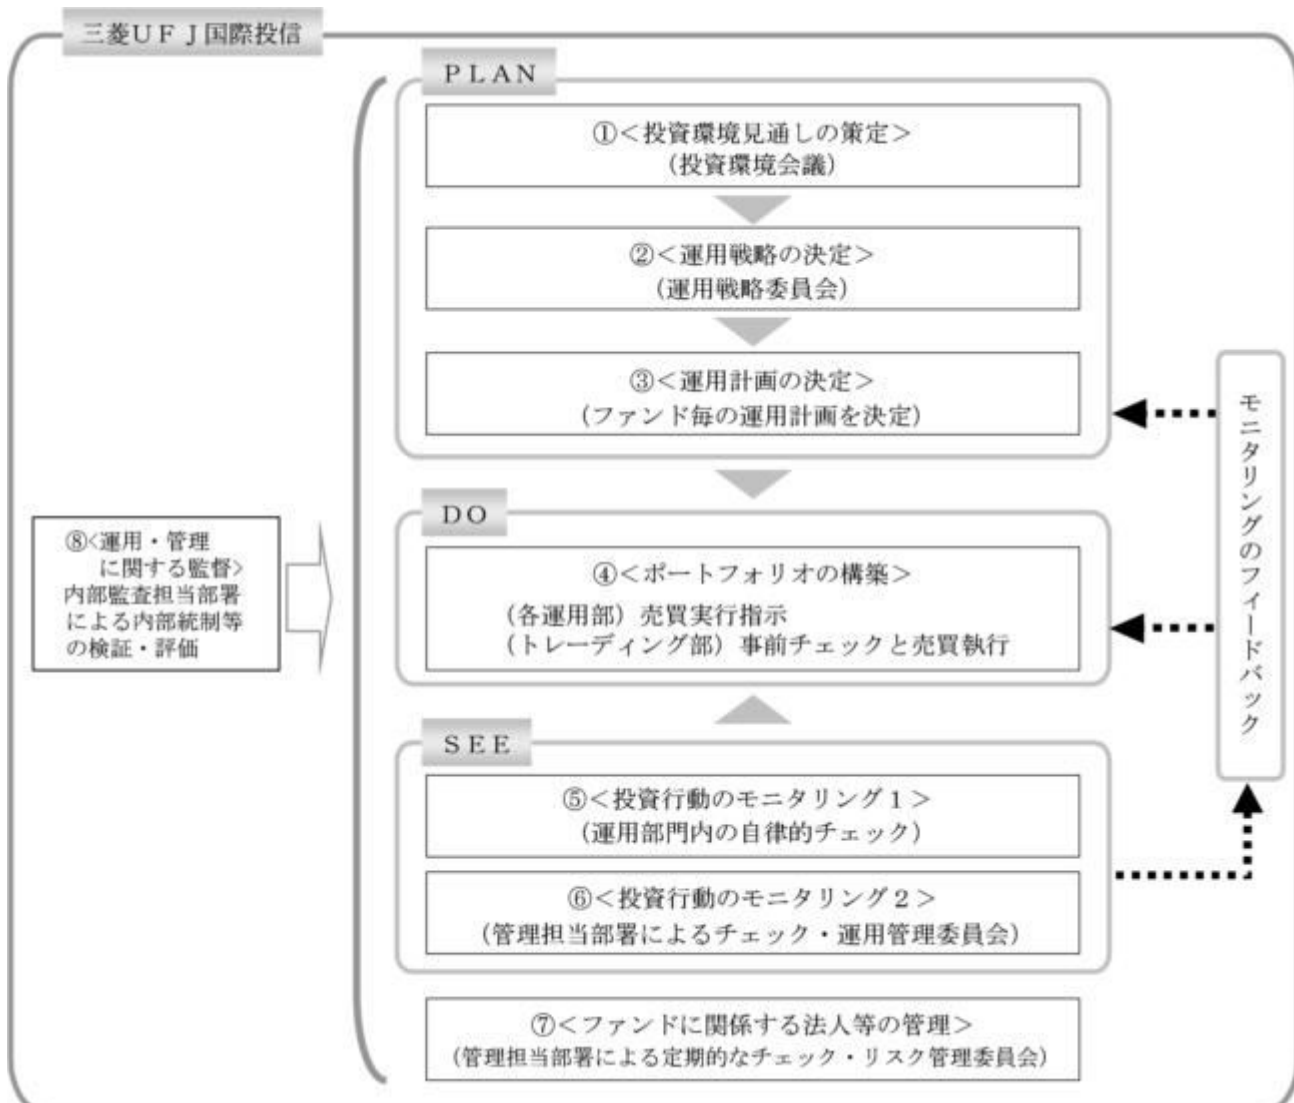 三菱UFJ国際投信
PLAN
①＜投資環境見通しの策定＞
（投資環境会議）
②＜運用戦略の決定＞
（運用戦略委員会）
③＜運用計画の決定＞
（ファンド毎の運用計画を決定）
DO
④＜ポートフォリオの構築＞
（各運用部）売買実行指示
（トレーディング部）事前チェックと売買執行
SEE
⑤＜投資行動のモニタリング１＞
（運用部門内の自律的チェック）
⑥＜投資行動のモニタリング２＞
（管理担当部署によるチェック・運用管理委員会）
⑦＜ファンドに関係する法人等の管理＞
（管理担当部署による定期的なチェック・リスク管理委員会）
⑧<運用・管理
に関する監督>
内部監査担当部署
による内部統制等
の検証・評価
モニタリングのフィードバック